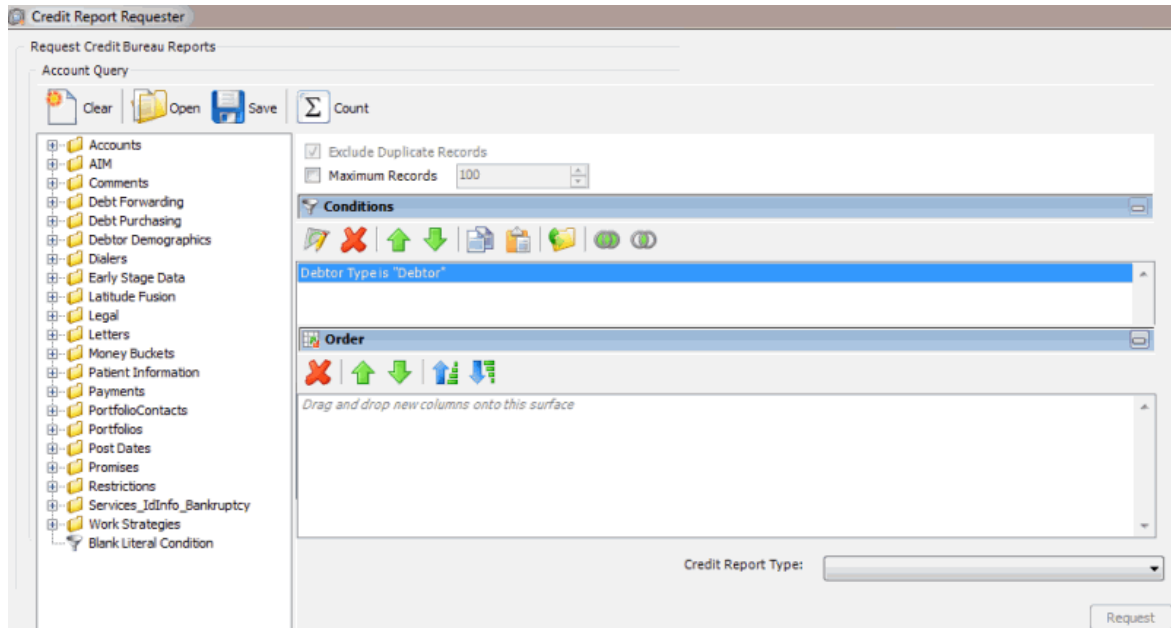 Credit Report Requester
Request Credit Bureau Reports
Account Query
Clear Open Save Σ Count
Accounts
AIM
Comments
Debt Forwarding
Debt Purchasing
Debtor Demographics
Dialers
Early Stage Data
Latitude Fusion
Legal
Letters
Money Buckets
Patient Information
Payments
PortfolioContacts
Portfolios
Post Dates
Promises
Restrictions
Services_IdInfo_Bankruptcy
Work Strategies
Blank Literal Condition
Exclude Duplicate Records
Maximum Records 100
Conditions
Debtor Type is "Debtor"
Order
Drag and drop new columns onto this surface
Credit Report Type:
Request